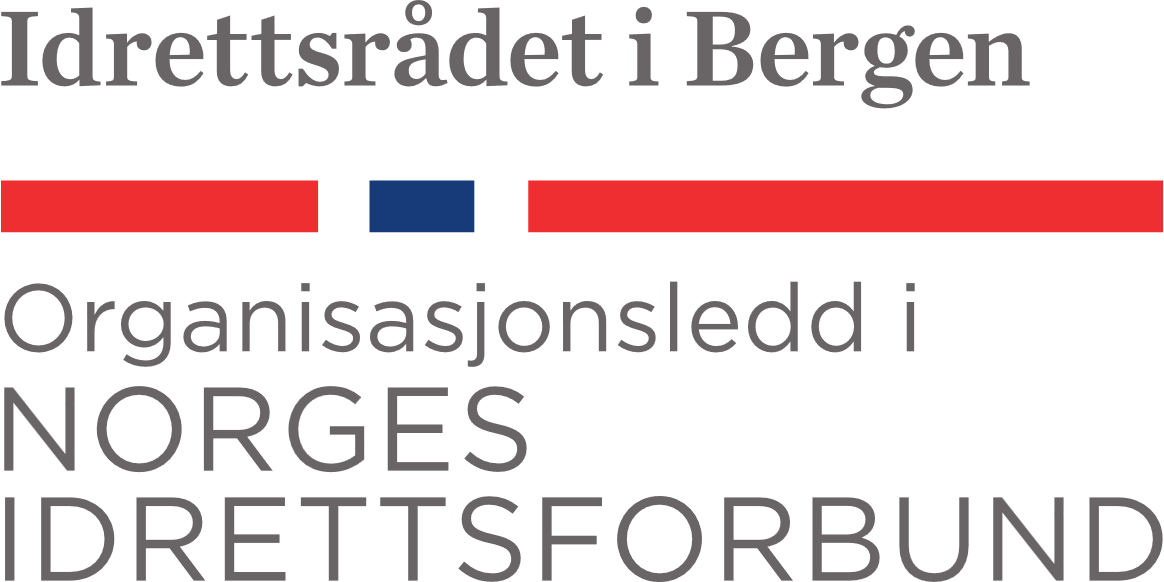 Idrettsrådet i Bergen
Organisasjonsledd i
NORGES
IDRETTSFORBUND